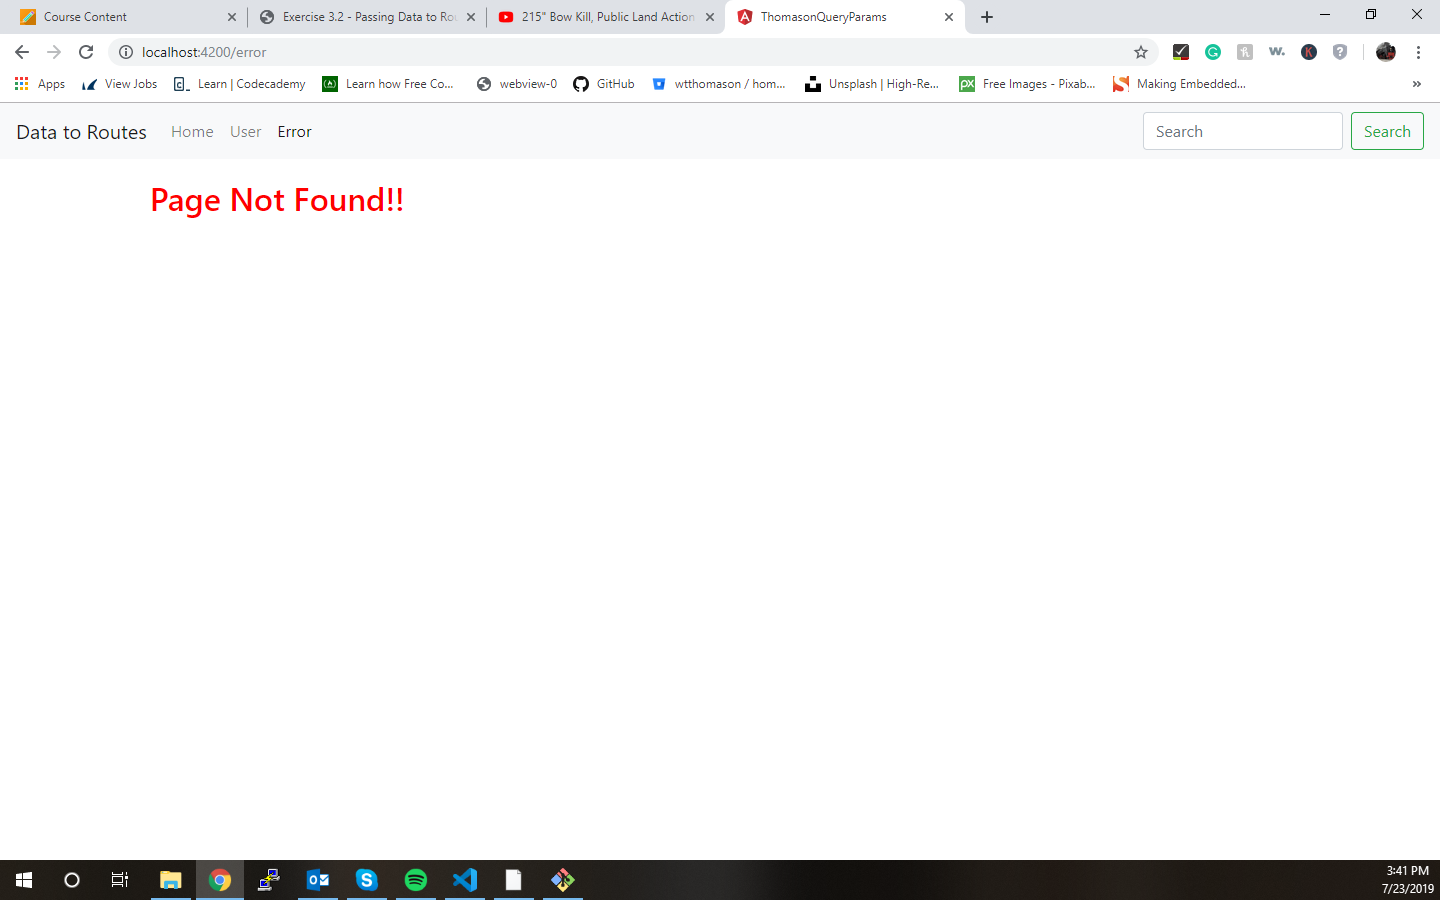 Course Content
Exercise 3.2 - Passing Data to Rou
215" Bow Kill, Public Land Action
ThomasonQueryParams
localhost:4200/error
Apps
View Jobs
Learn | Codecademy
Learn how Free Co...
webview-0
GitHub
wtthomason / hom...
Unsplash | High-Re...
Free Images - Pixab...
Making Embedded...
»
Data to Routes
Home
User
Error
Search
Search
Page Not Found!!
3:41 PM
7/23/2019